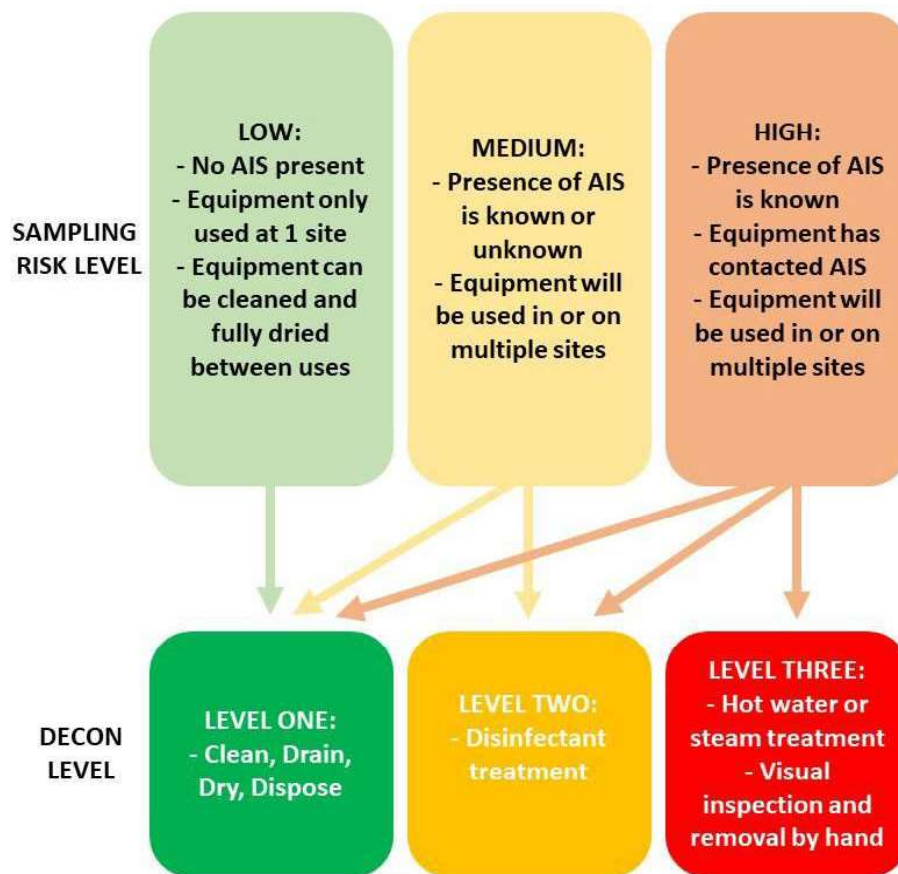 SAMPLING
RISK LEVEL
LOW:
- No AIS present
- Equipment only
used at 1 site
- Equipment can
be cleaned and
fully dried
between uses
MEDIUM:
- Presence of AIS
is known or
unknown
- Equipment will
be used in or on
multiple sites
HIGH:
- Presence of AIS
is known
- Equipment has
contacted AIS
- Equipment will
be used in or on
multiple sites
DECON
LEVEL
LEVEL ONE:
- Clean, Drain,
Dry, Dispose
LEVEL TWO:
- Disinfectant
treatment
LEVEL THREE:
- Hot water or
steam treatment
- Visual
inspection and
removal by hand